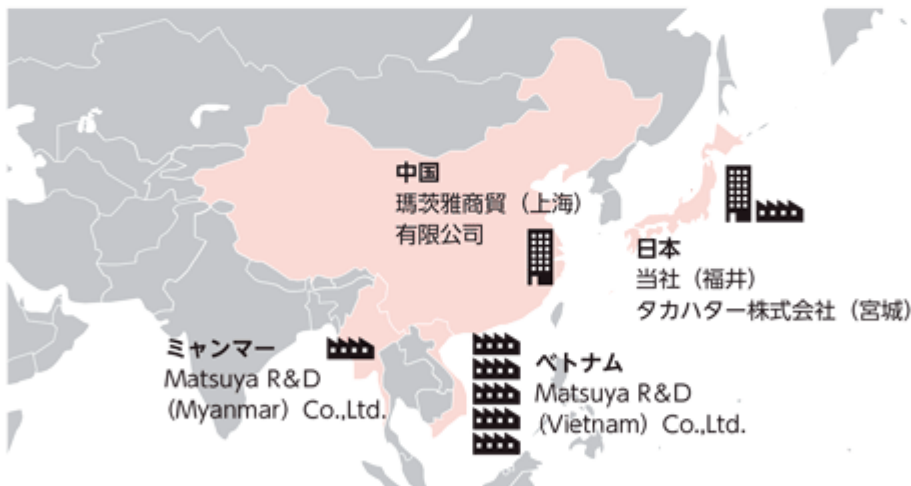 中国
瑪茨雅商貿（上海）
有限公司
日本
当社（福井）
タカハター株式会社（宮城）
ミャンマー
Matsuya R&D
（Myanmar）Co.,Ltd.
ベトナム
Matsuya R&D
（Vietnam）Co.,Ltd.